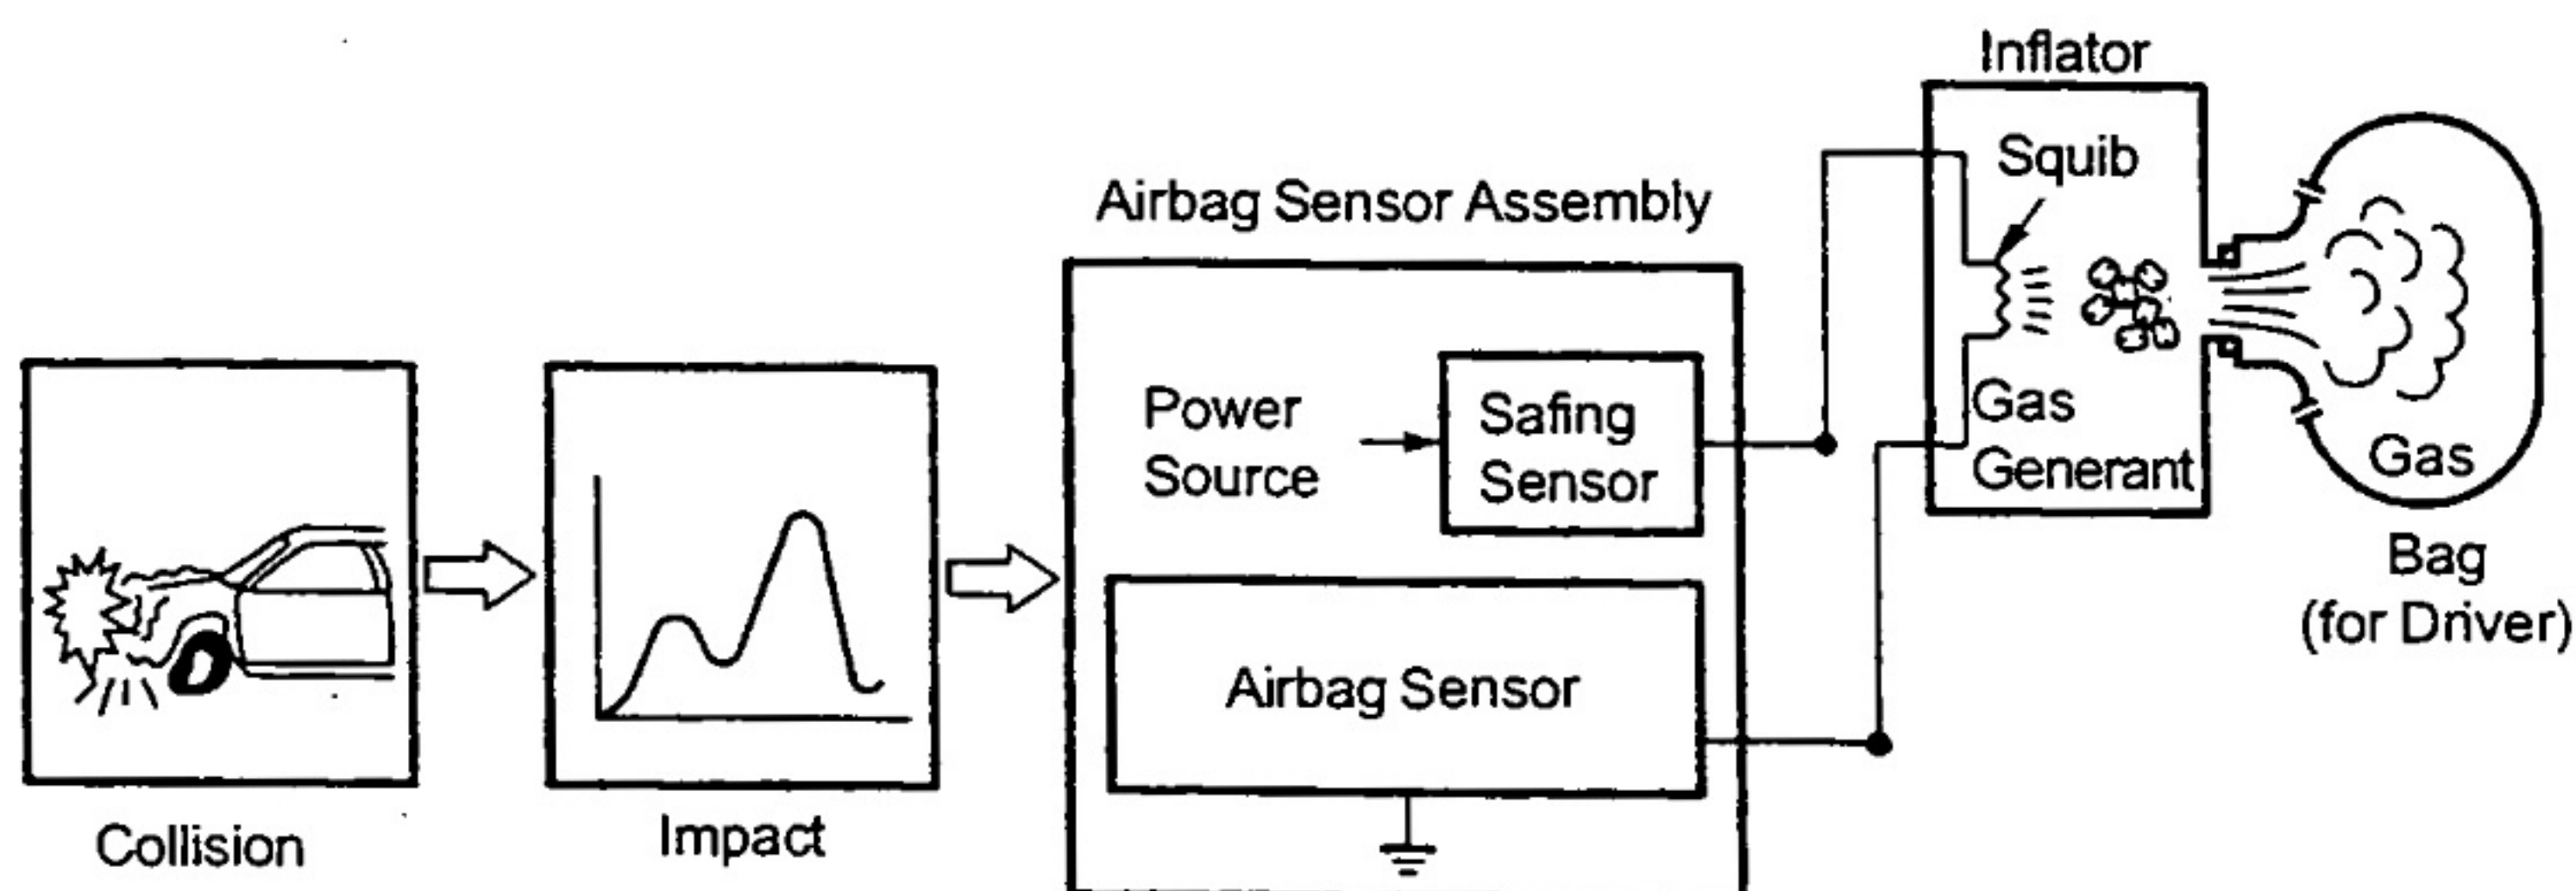 Collision
Impact
Airbag Sensor Assembly
Power
Source
Safing
Sensor
Airbag Sensor
Inflator
Squib
Gas
Generant
Gas
Bag
(for Driver)